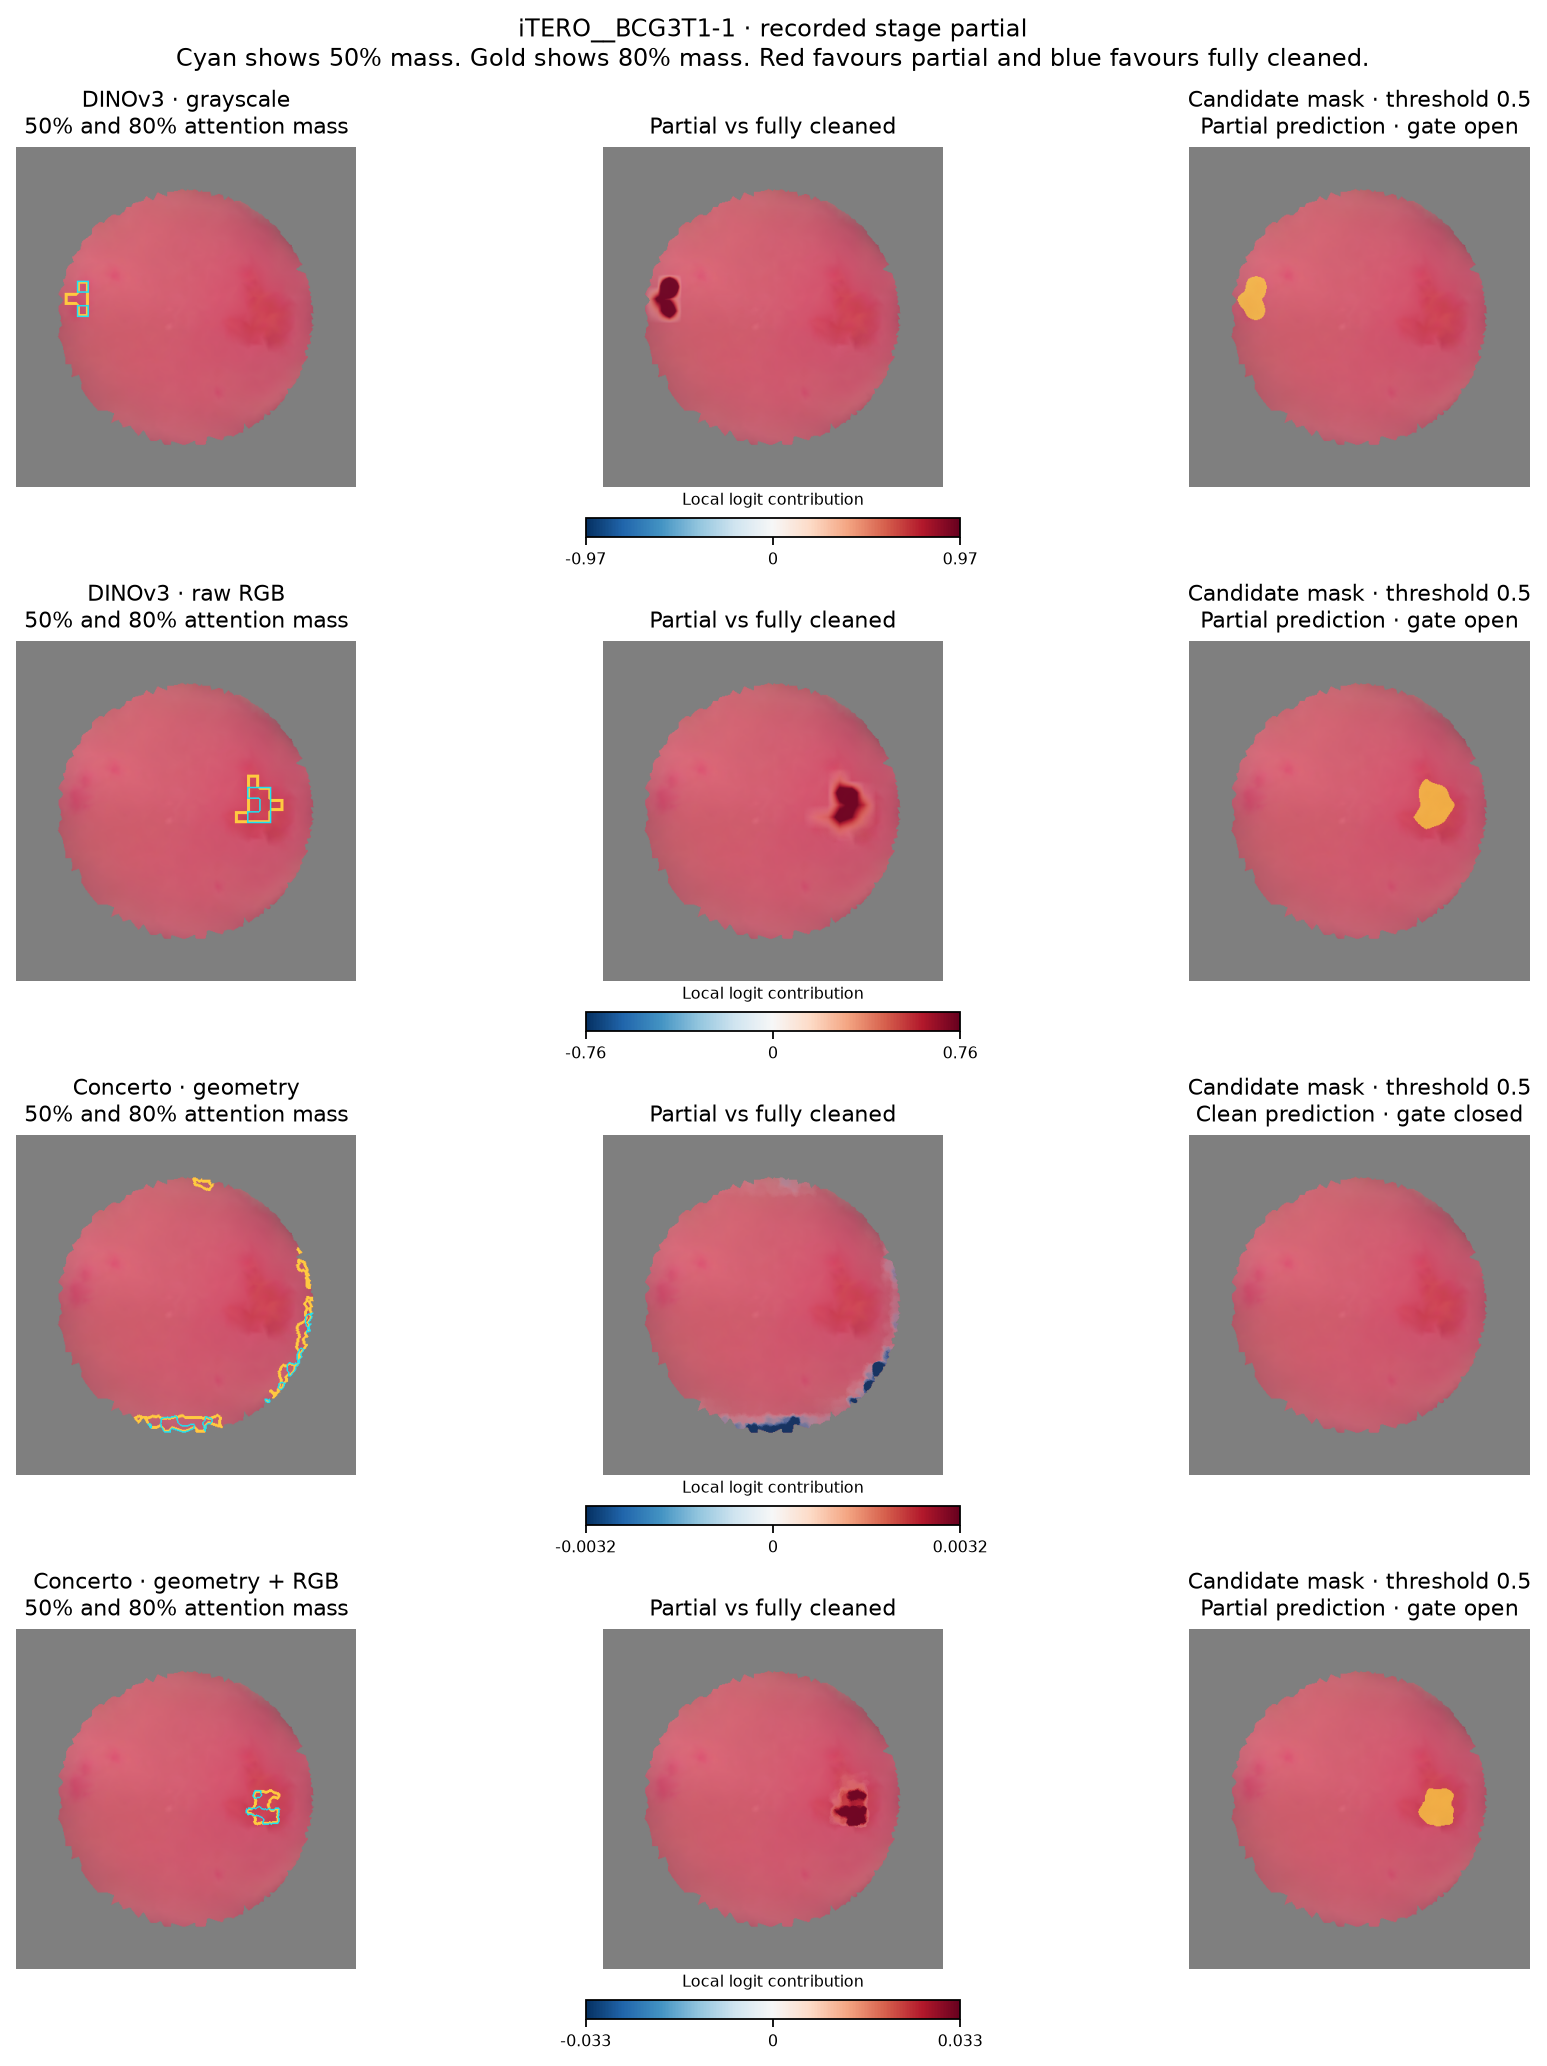 iTERO__BCG3T1-1 · recorded stage partial
Cyan shows 50% mass. Gold shows 80% mass. Red favours partial and blue favours fully cleaned.
DINOv3 · grayscale
50% and 80% attention mass
Partial vs fully cleaned
Candidate mask · threshold 0.5
Partial prediction · gate open
Local logit contribution
-0.97 0 0.97
DINOv3 · raw RGB
50% and 80% attention mass
Partial vs fully cleaned
Candidate mask · threshold 0.5
Partial prediction · gate open
Local logit contribution
-0.76 0 0.76
Concerto · geometry
50% and 80% attention mass
Partial vs fully cleaned
Candidate mask · threshold 0.5
Clean prediction · gate closed
Local logit contribution
-0.0032 0 0.0032
Concerto · geometry + RGB
50% and 80% attention mass
Partial vs fully cleaned
Candidate mask · threshold 0.5
Partial prediction · gate open
Local logit contribution
-0.033 0 0.033